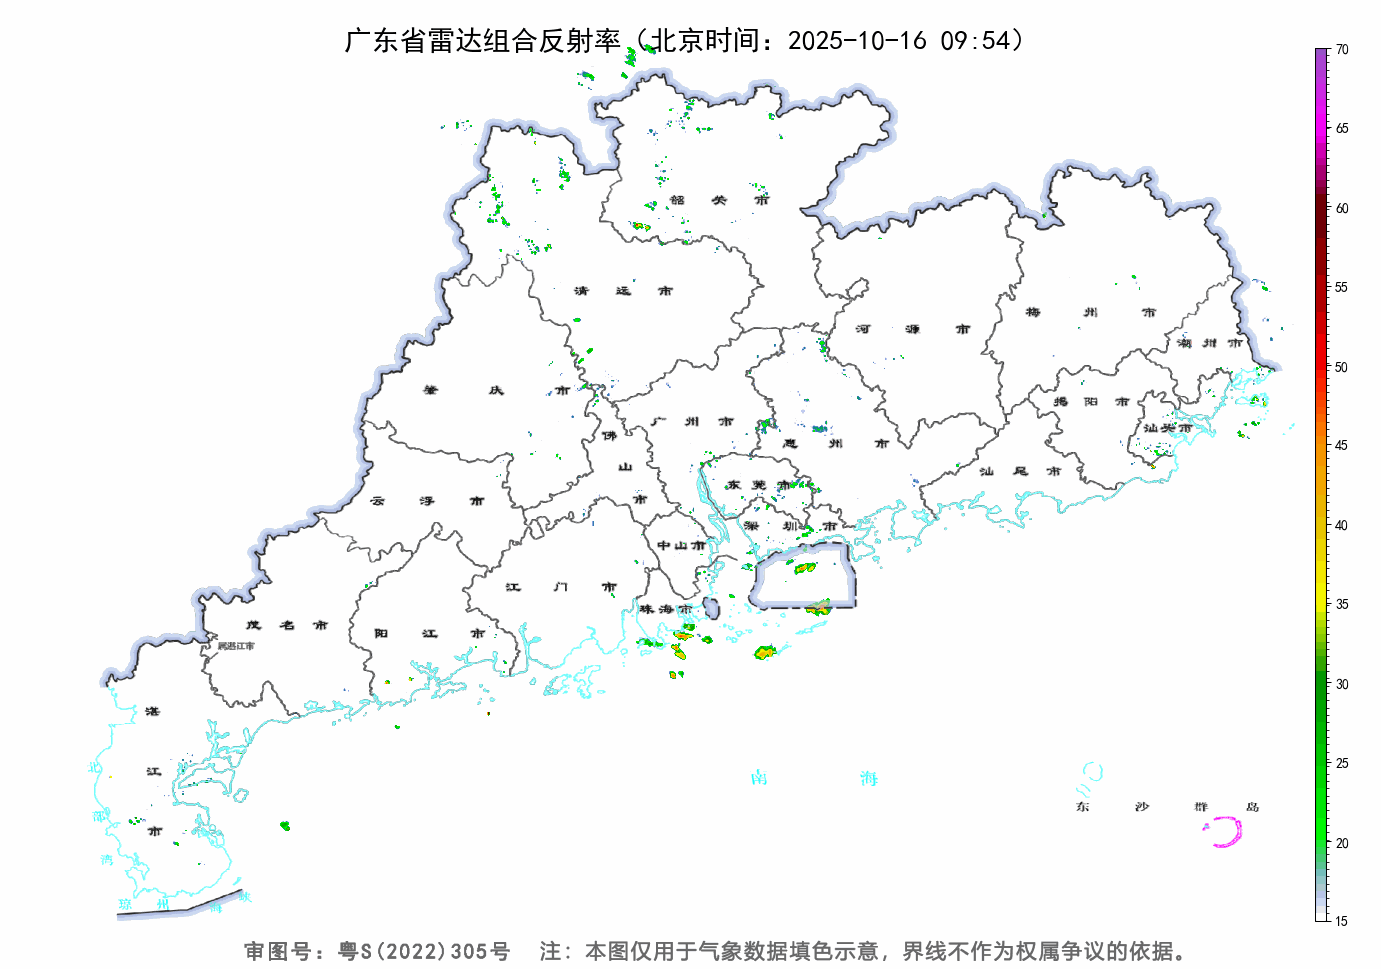 广东省雷达组合反射率（北京时间：2025-10-16 09:54）
70
65
60
55
50
45
40
35
30
25
20
15
韶关市
清远市
河源市
梅州市
潮州市
肇庆市
揭阳市
汕头市
广州市
佛山市
惠州市
汕尾市
云浮市
东莞市
深圳市
中山市
江门市
珠海市
茂名市
阳江市
属湛江市
湛江市
北部湾
南海
东沙群岛
琼州海峡
审图号：粤S(2022)305号 注：本图仅用于气象数据填色示意，界线不作为权属争议的依据。